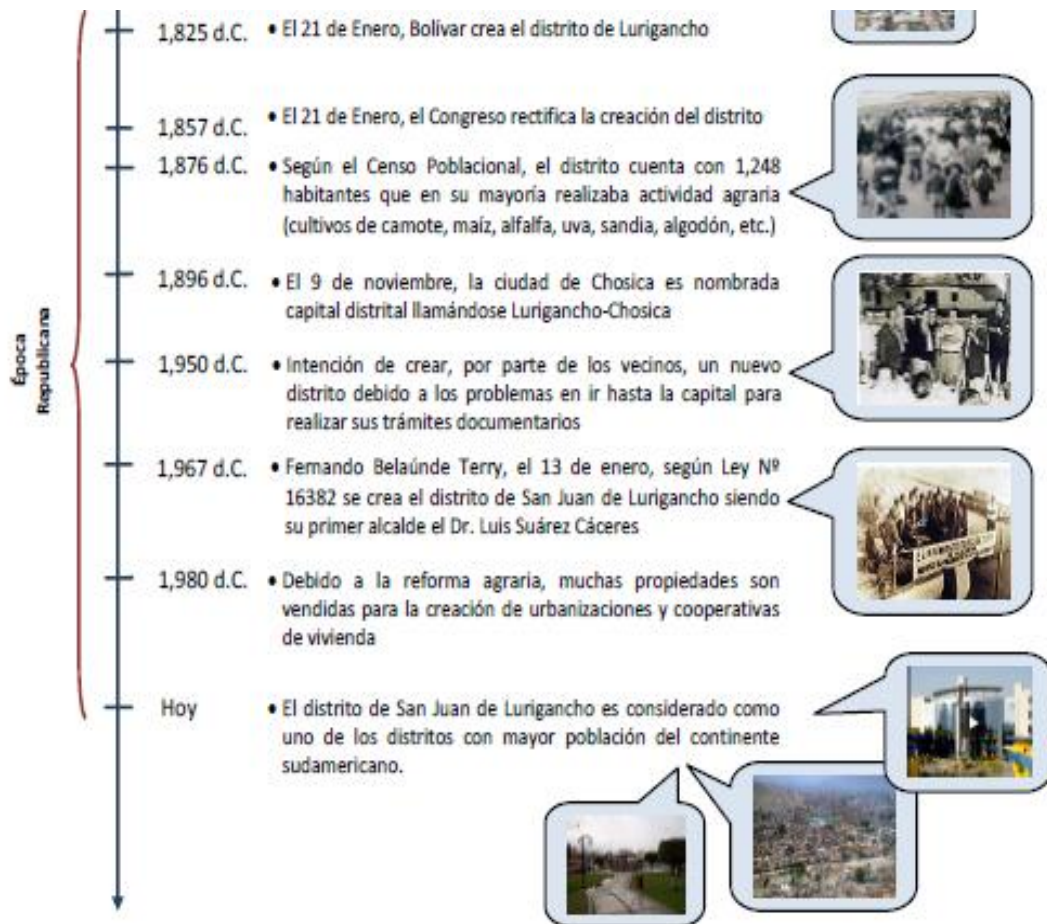 1,825 d.C. • El 21 de Enero, Bolívar crea el distrito de Lurigancho
1,857 d.C. • El 21 de Enero, el Congreso rectifica la creación del distrito
1,876 d.C. • Según el Censo Poblacional, el distrito cuenta con 1,248
habitantes que en su mayoría realizaba actividad agraria
(cultivos de camote, maíz, alfalfa, uva, sandia, algodón, etc.)
1,896 d.C. • El 9 de noviembre, la ciudad de Chosica es nombrada
capital distrital llamándose Lurigancho-Chosica
Época
Republicana
1,950 d.C. • Intención de crear, por parte de los vecinos, un nuevo
distrito debido a los problemas en ir hasta la capital para
realizar sus trámites documentarios
1,967 d.C. • Fernando Belaúnde Terry, el 13 de enero, según Ley Nº
16382 se crea el distrito de San Juan de Lurigancho siendo
su primer alcalde el Dr. Luis Suárez Cáceres
1,980 d.C. • Debido a la reforma agraria, muchas propiedades son
vendidas para la creación de urbanizaciones y cooperativas
de vivienda
Hoy • El distrito de San Juan de Lurigancho es considerado como
uno de los distritos con mayor población del continente
sudamericano.